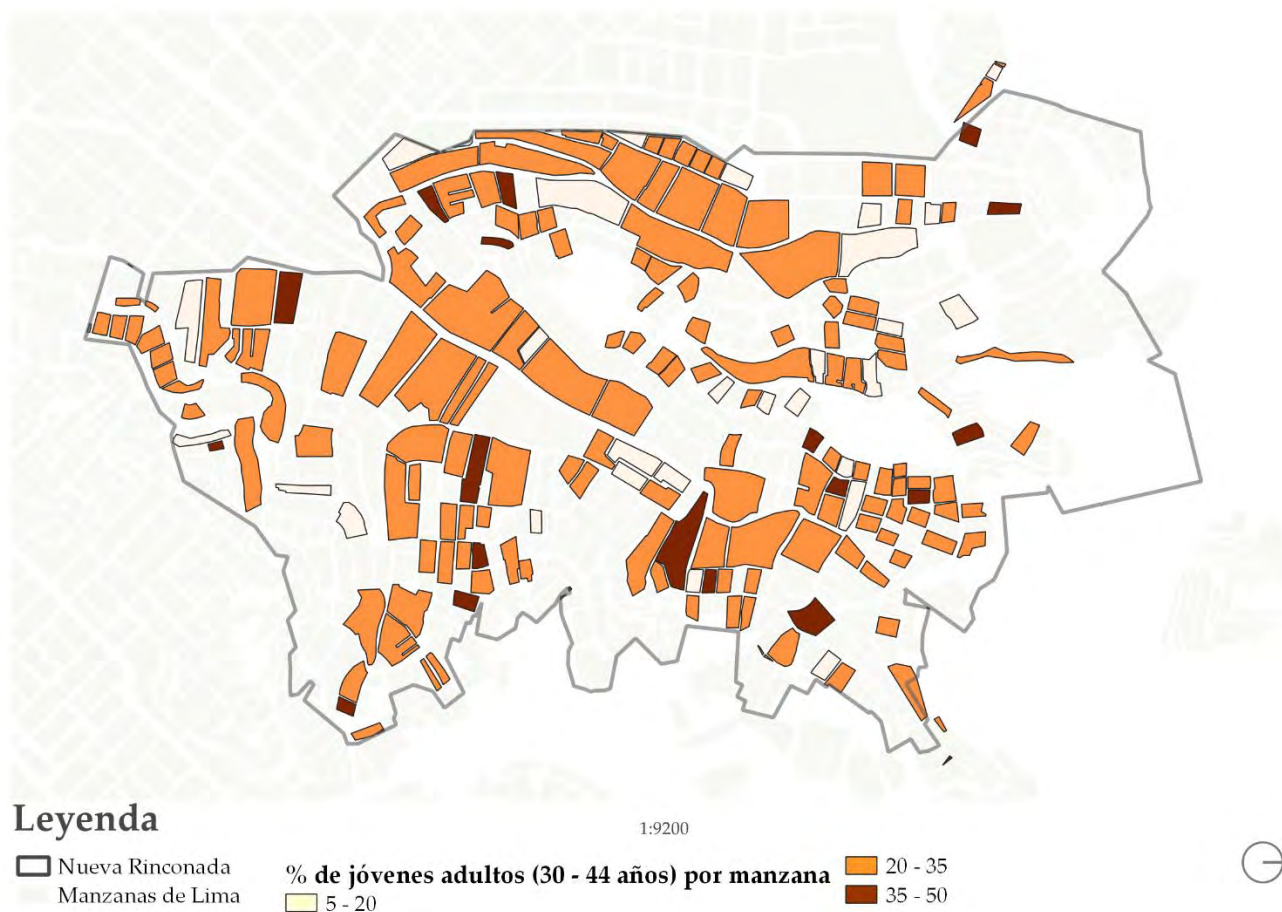 Leyenda
1:9200
Nueva Rinconada
Manzanas de Lima
% de jóvenes adultos (30 - 44 años) por manzana
5 - 20
20 - 35
35 - 50